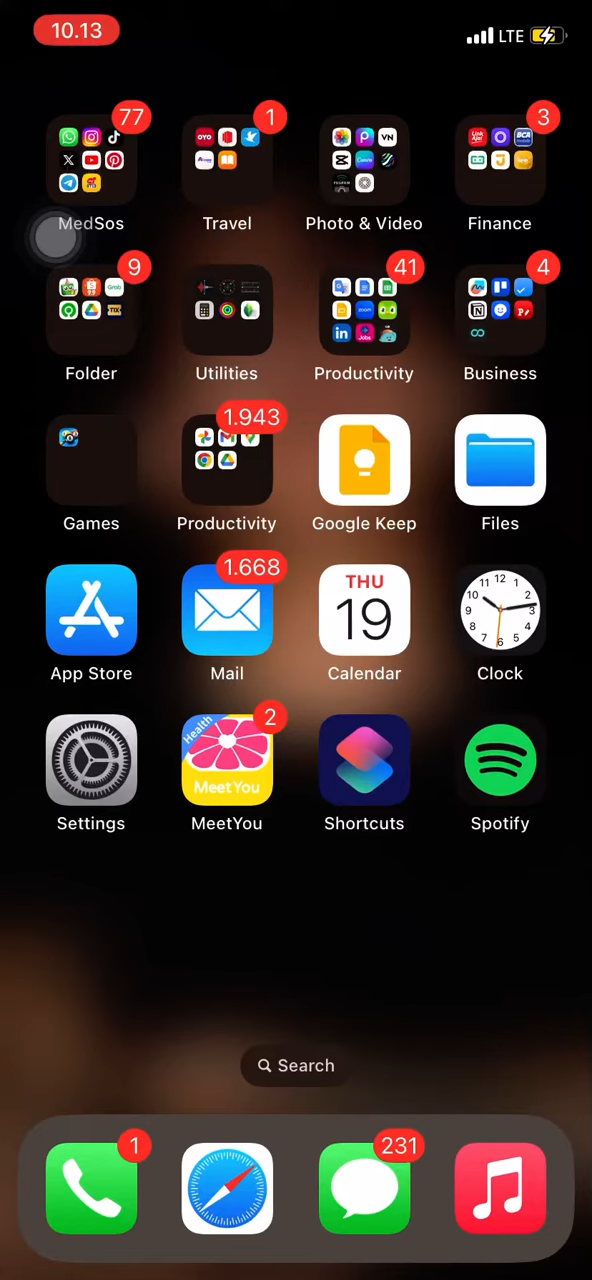 10.13
LTE
77
1
3
MedSos
Travel
Photo & Video
Finance
9
41
4
Folder
Utilities
Productivity
Business
1.943
Games
Productivity
Google Keep
Files
1.668
THU
19
App Store
Mail
Calendar
Clock
2
Health
MeetYou
Settings
MeetYou
Shortcuts
Spotify
Search
1
231